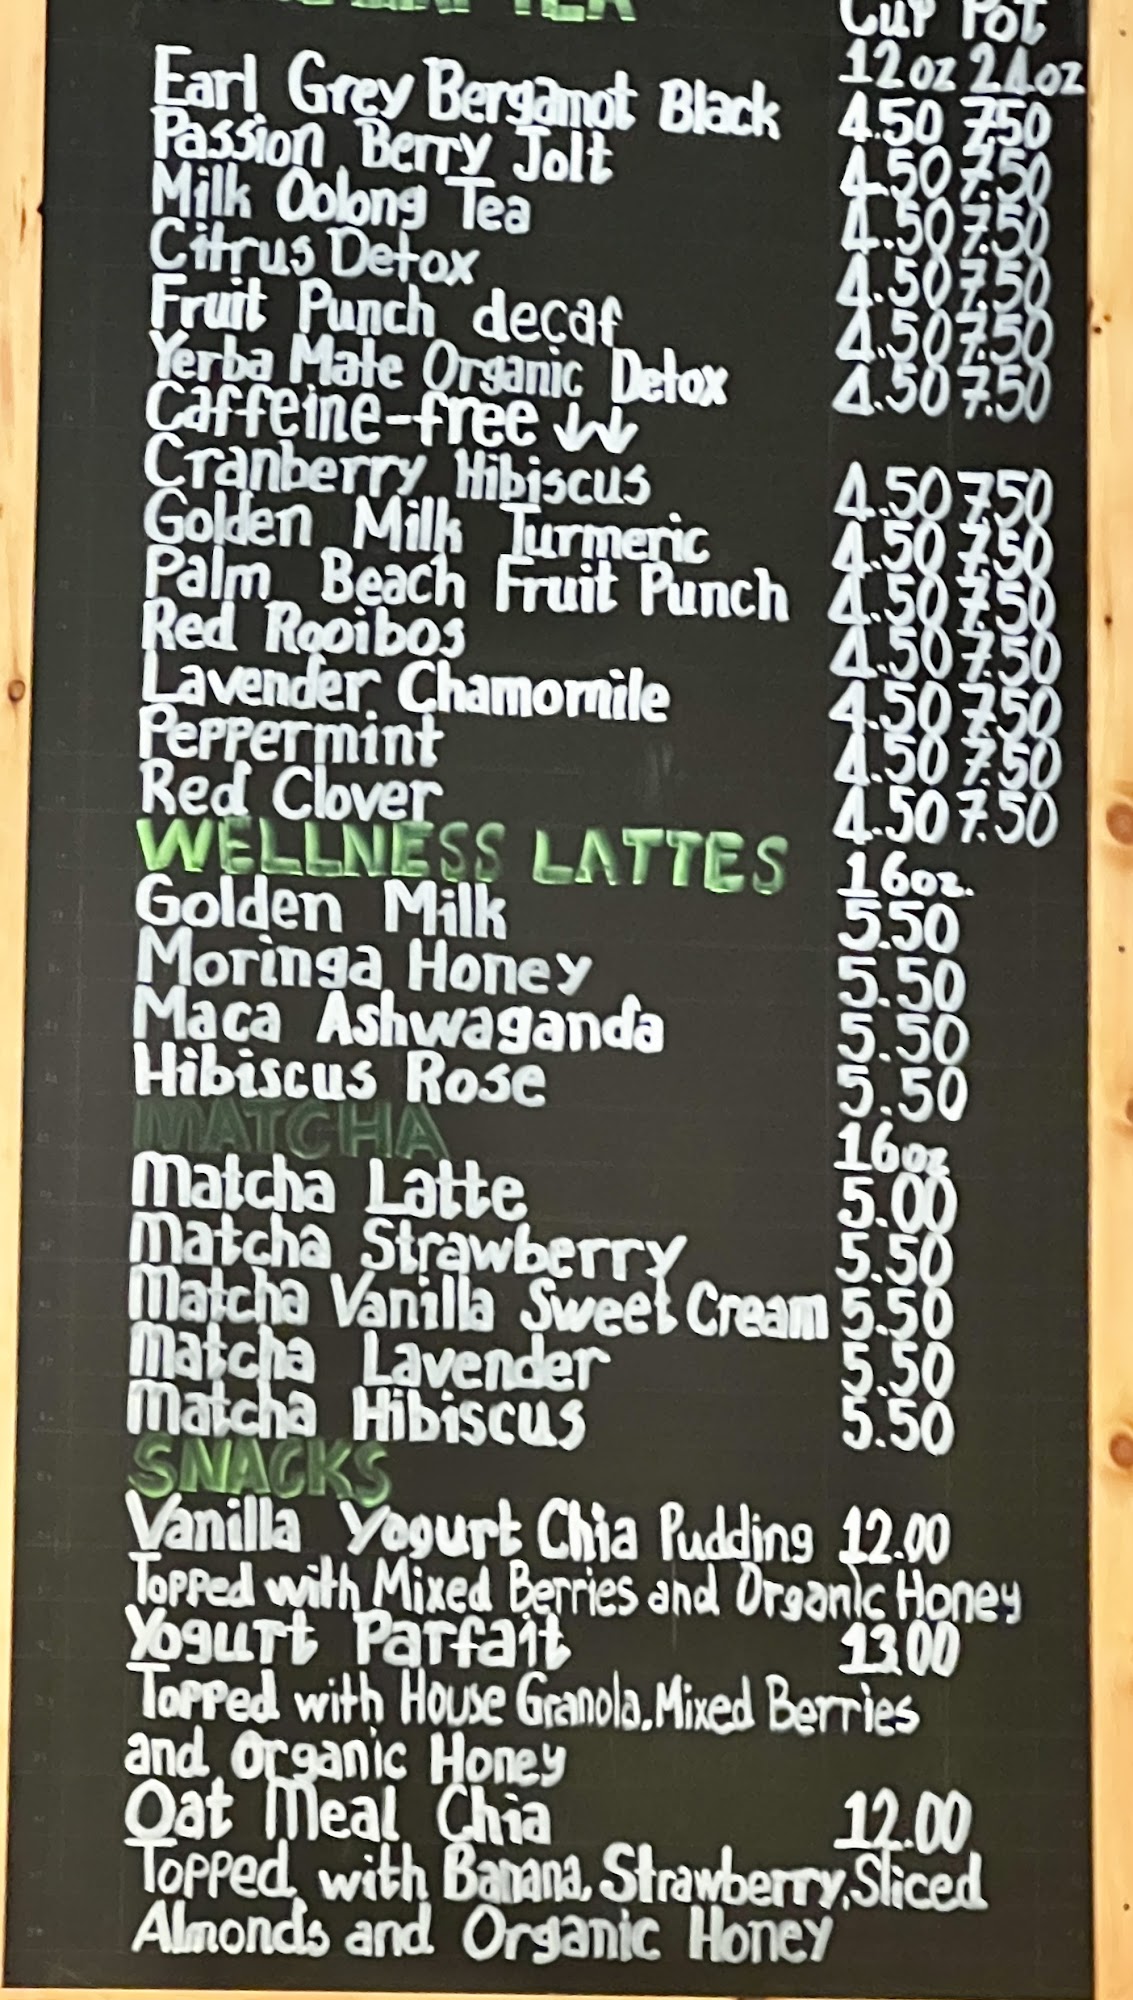 TEA Cup Pot
12oz 24oz
Earl Grey Bergamot Black 4.50 7.50
Passion Berry Jolt 4.50 7.50
Milk Oolong Tea 4.50 7.50
Citrus Detox 4.50 7.50
Fruit Punch decaf 4.50 7.50
Yerba Mate Organic Detox 4.50 7.50
Caffeine-free ↓↓
Cranberry Hibiscus 4.50 7.50
Golden Milk Turmeric 4.50 7.50
Palm Beach Fruit Punch 4.50 7.50
Red Rooibos 4.50 7.50
Lavender Chamomile 4.50 7.50
Peppermint 4.50 7.50
Red Clover 4.50 7.50
WELLNESS LATTES 16oz.
Golden Milk 5.50
Moringa Honey 5.50
Maca Ashwaganda 5.50
Hibiscus Rose 5.50
MATCHA 16oz
Matcha Latte 5.00
Matcha Strawberry 5.50
Matcha Vanilla Sweet Cream 5.50
Matcha Lavender 5.50
Matcha Hibiscus 5.50
SNACKS
Vanilla Yogurt Chia Pudding 12.00
Topped with Mixed Berries and Organic Honey
Yogurt Parfait 13.00
Topped with House Granola, Mixed Berries
and Organic Honey
Oat Meal Chia 12.00
Topped with Banana, Strawberry, Sliced
Almonds and Organic Honey